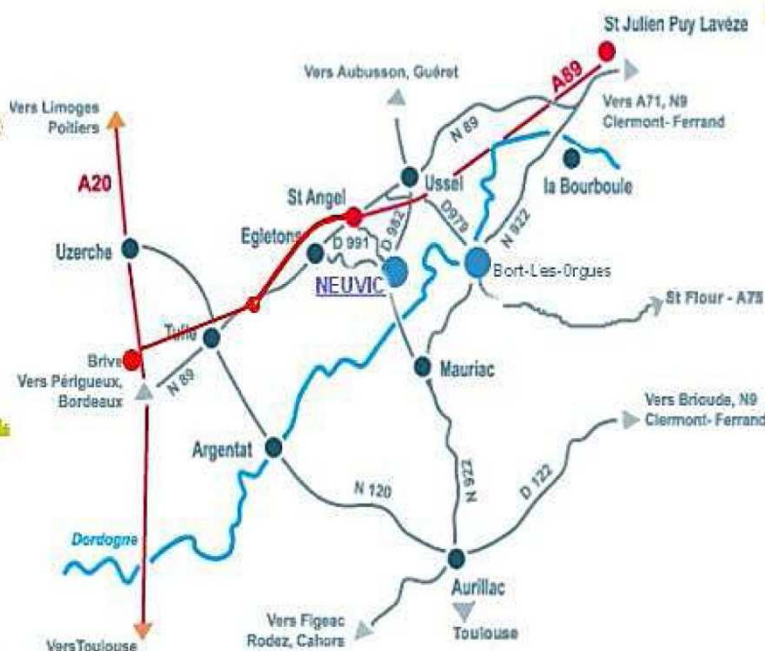 St Julien Puy Lavèze
Vers Aubusson, Guéret
A89
Vers A71, N9
Clermont- Ferrand
Vers Limoges
Poitiers
N 89
A20
la Bourboule
Ussel
St Angel
D 982
D979
N 922
Uzerche
Egletons
D 991
NEUVIC
Bort-Les-Orgues
St Flour - A75
Tulle
Brive
Vers Périgueux,
Bordeaux
N 89
Mauriac
Vers Brioude, N9
Clermont- Ferrand
Argentat
N 922
D 122
N 120
Dordogne
Aurillac
Vers Figeac
Rodez, Cahors
Toulouse
Vers Toulouse